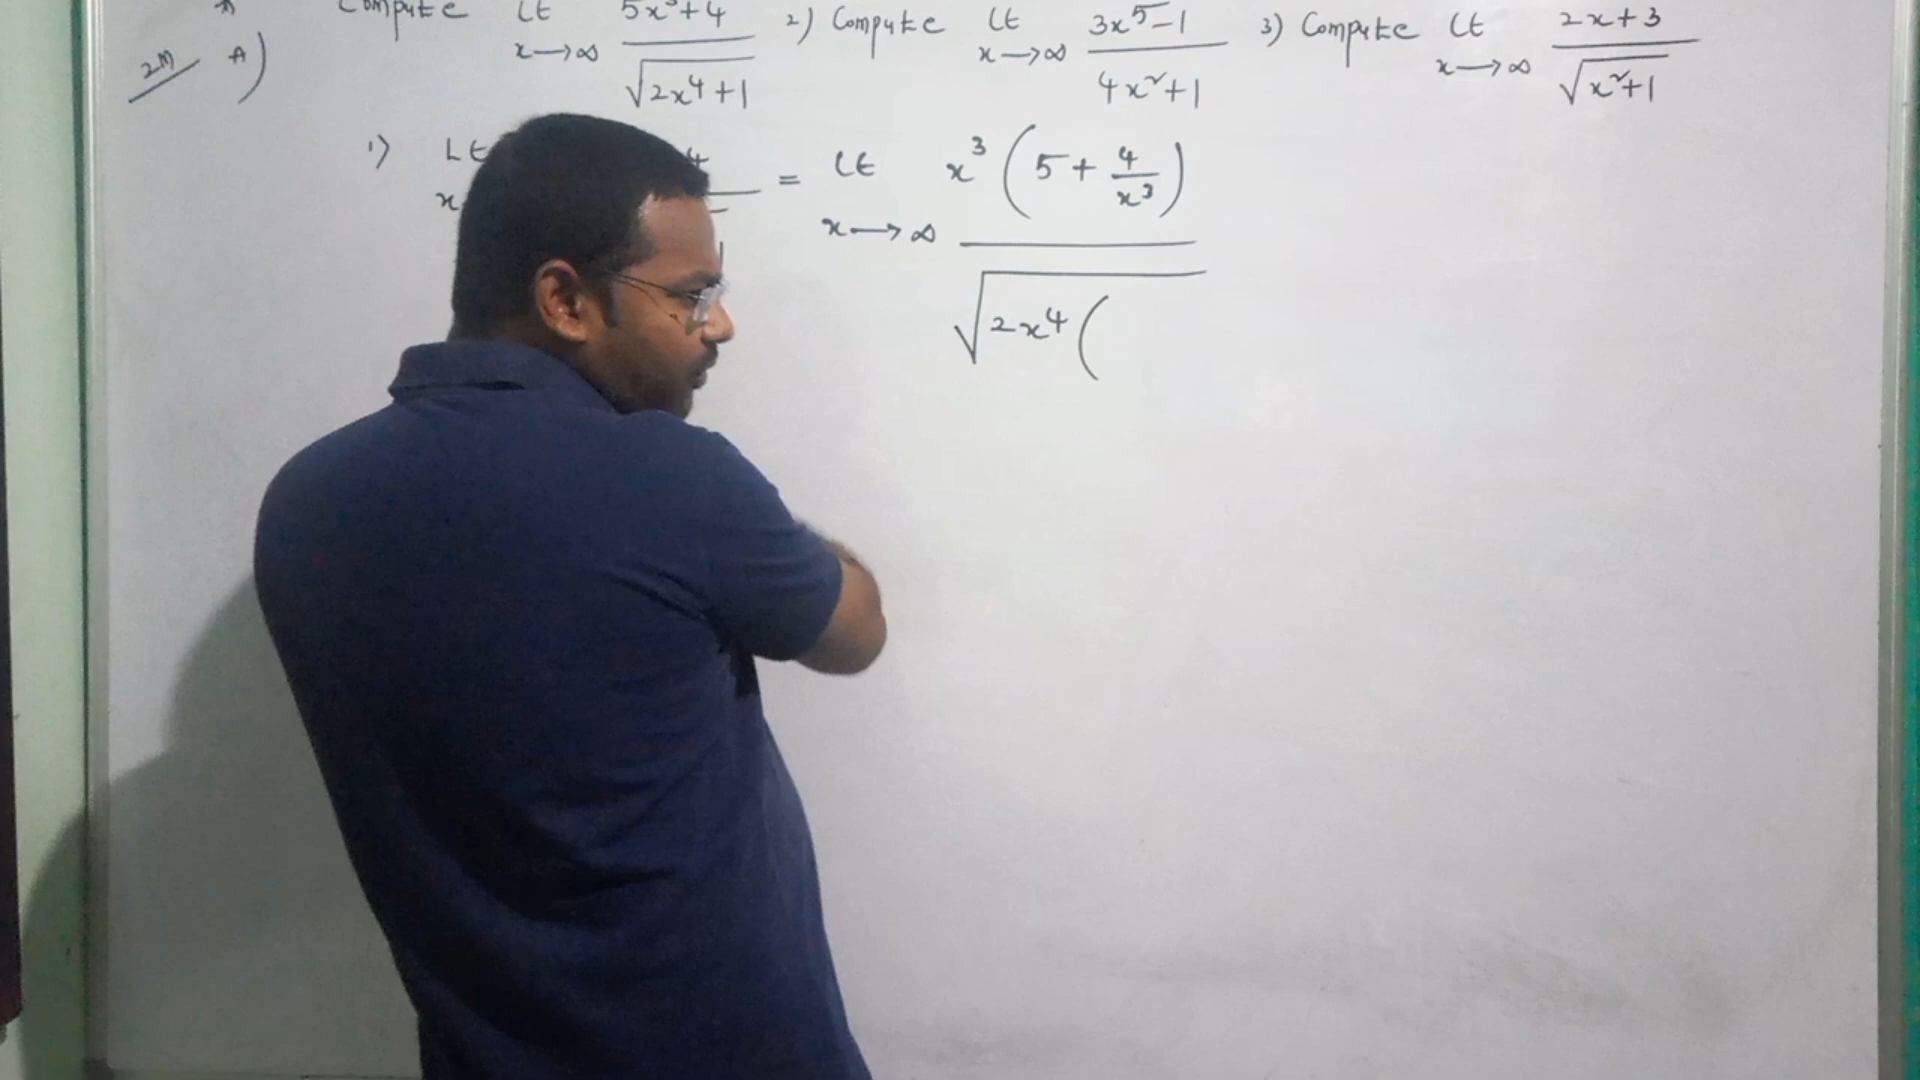 2M A) Compute Lt x→∞ 5x³+4 / √(2x⁴+1) 2) Compute Lt x→∞ 3x⁵-1 / 4x²+1 3) Compute Lt x→∞ 2x+3 / √(x²+1)
1) Lt x = Lt x→∞ x³(5+4/x³) / √(2x⁴(